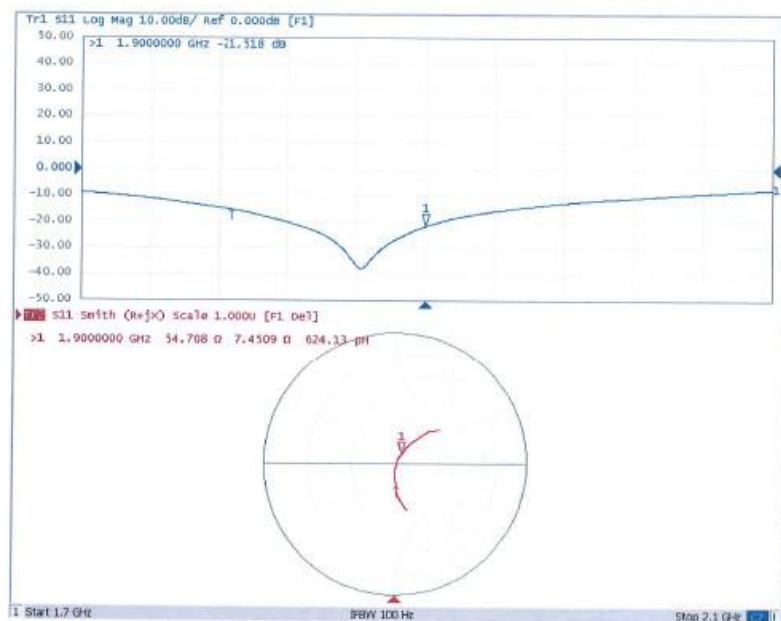 Tr1 S11 Log Mag 10.00dB/ Ref 0.000dB [F1]
50.00
>1 1.9000000 GHz -21.518 dB
40.00
30.00
20.00
10.00
0.000
-10.00
1
-20.00
1
-30.00
-40.00
-50.00
S11 Smith (R+jX) Scale 1.000U [F1 Del]
>1 1.9000000 GHz 54.708 Ω 7.4509 Ω 624.13 pH
1
1 Start 1.7 GHz IFBW 100 Hz Stop 2.1 GHz